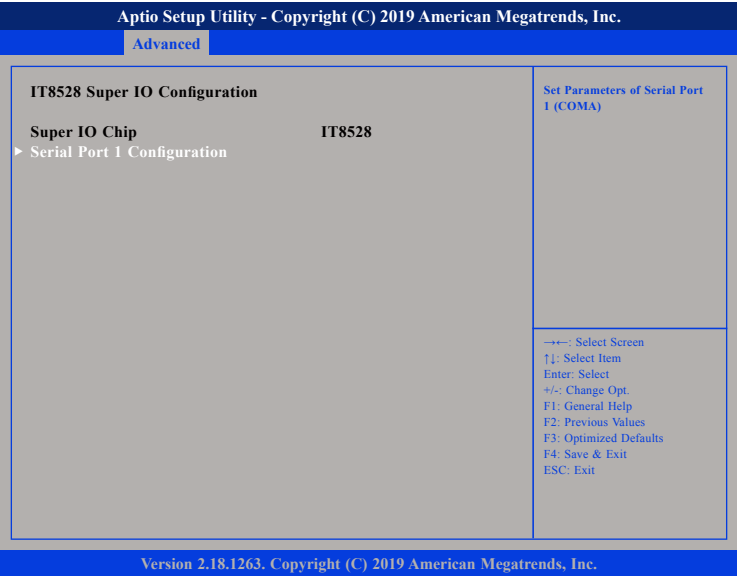 Aptio Setup Utility - Copyright (C) 2019 American Megatrends, Inc.
Advanced
IT8528 Super IO Configuration
Super IO Chip IT8528
▶ Serial Port 1 Configuration
Set Parameters of Serial Port
1 (COMA)
→←: Select Screen
↑↓: Select Item
Enter: Select
+/-: Change Opt.
F1: General Help
F2: Previous Values
F3: Optimized Defaults
F4: Save & Exit
ESC: Exit
Version 2.18.1263. Copyright (C) 2019 American Megatrends, Inc.